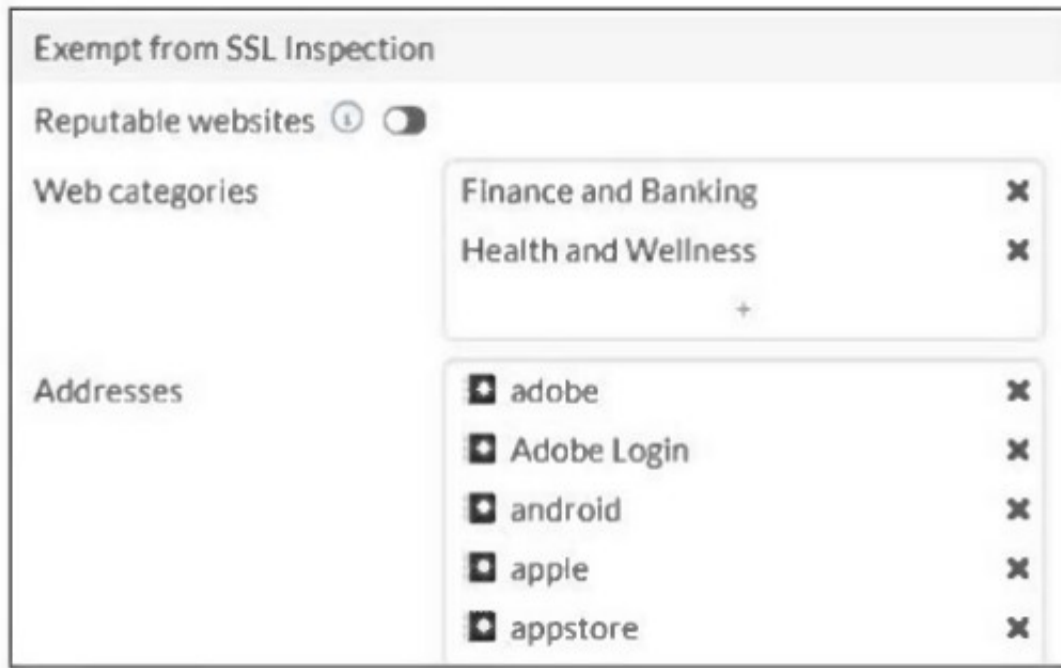 Exempt from SSL Inspection
Reputable websites
Web categories
Finance and Banking
Health and Wellness
+
Addresses
adobe
Adobe Login
android
apple
appstore